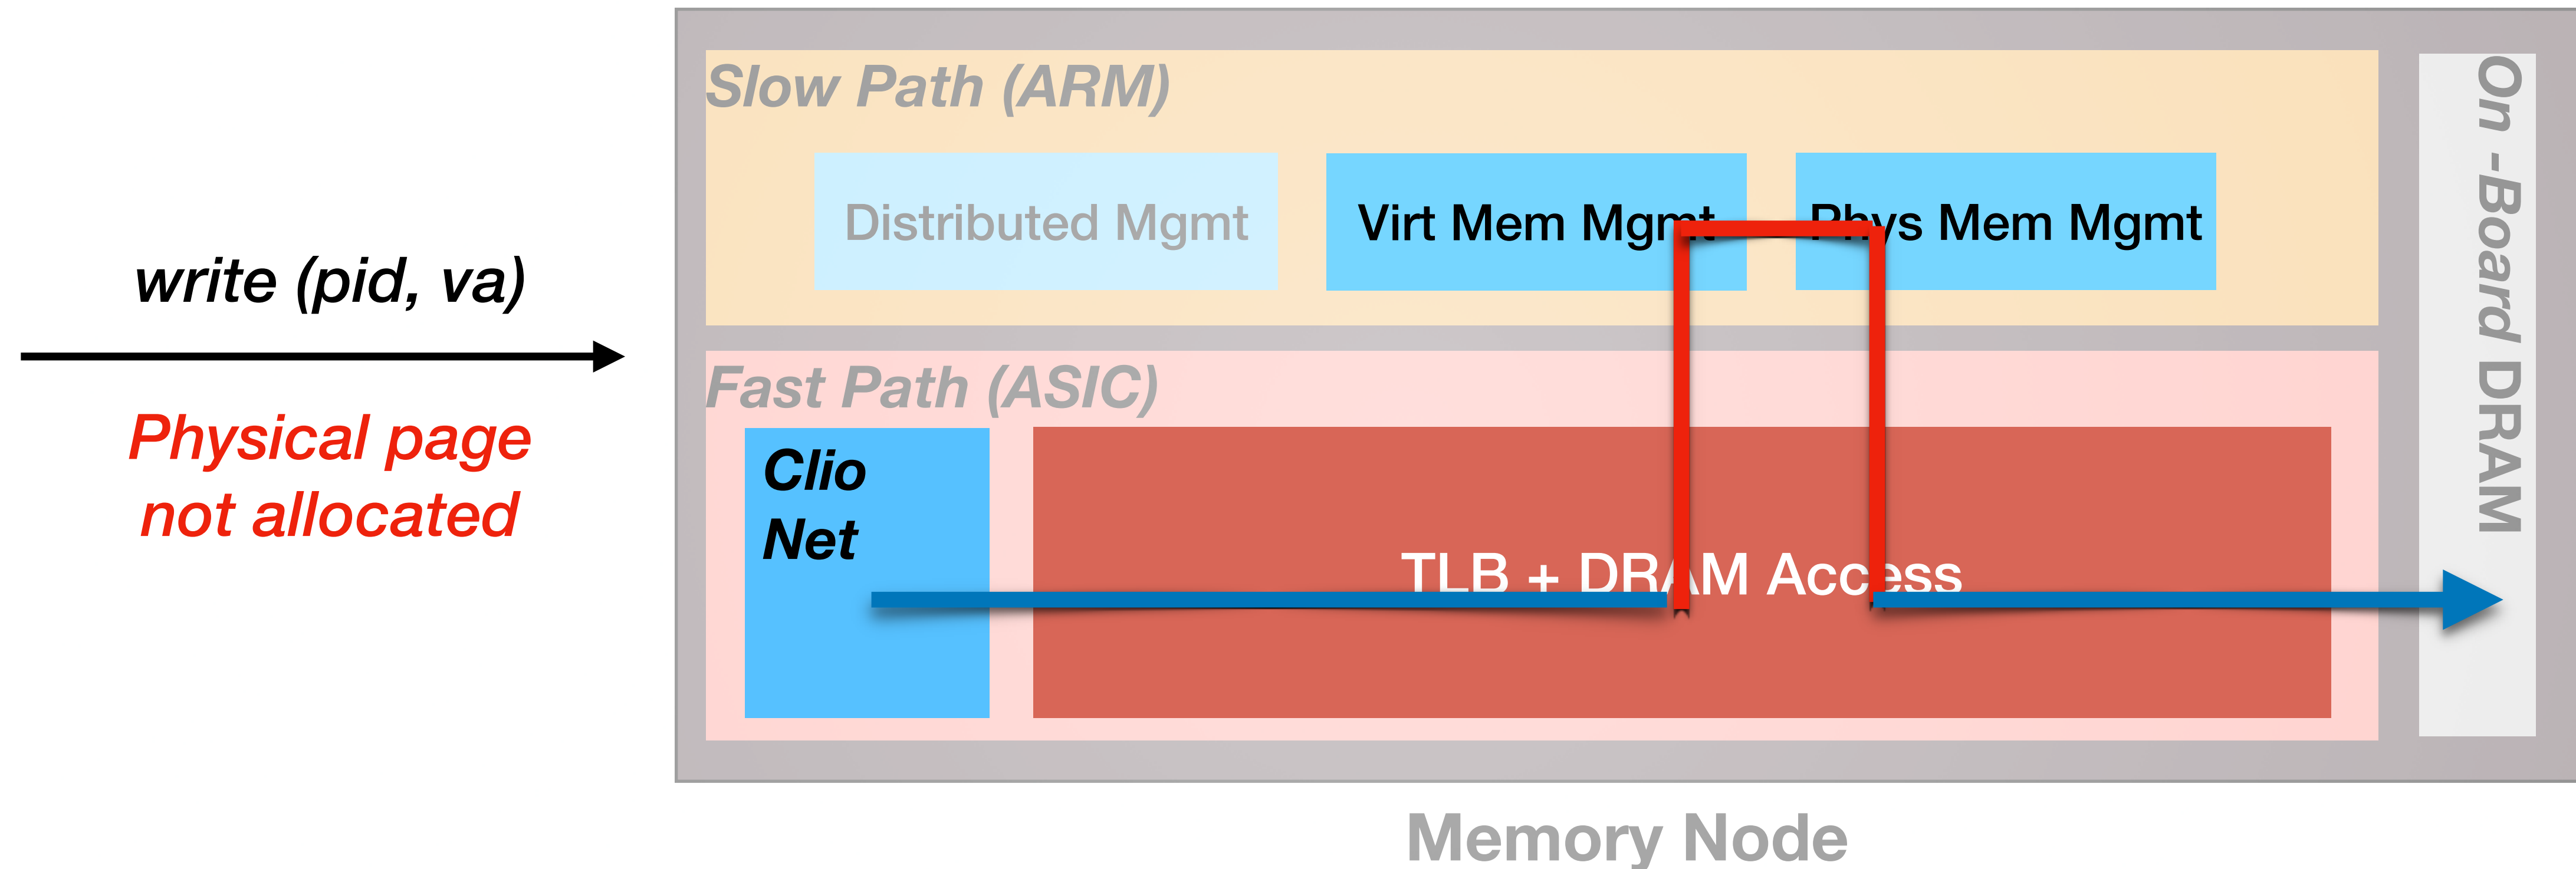 write (pid, va)
Physical page
not allocated
Slow Path (ARM)
Distributed Mgmt
Virt Mem Mgmt
Phys Mem Mgmt
Fast Path (ASIC)
Clio
Net
TLB + DRAM Access
On -Board DRAM
Memory Node